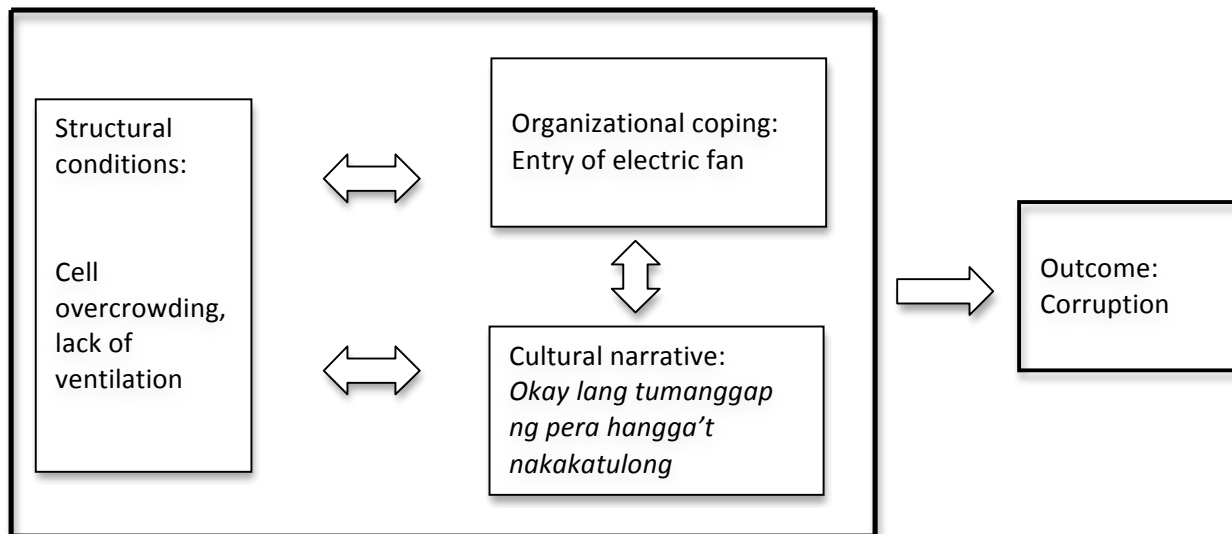 Structural
conditions:
Cell
overcrowding,
lack of
ventilation
Organizational coping:
Entry of electric fan
Cultural narrative:
Okay lang tumanggap
ng pera hangga’t
nakakatulong
Outcome:
Corruption